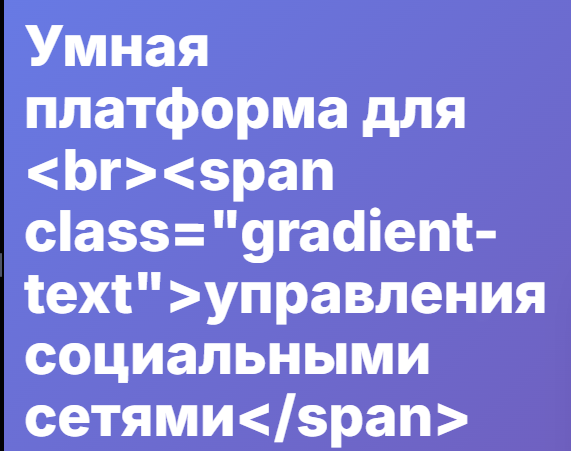 Умная
платформа для
<br><span
class="gradient-
text">управления
социальными
сетями</span>